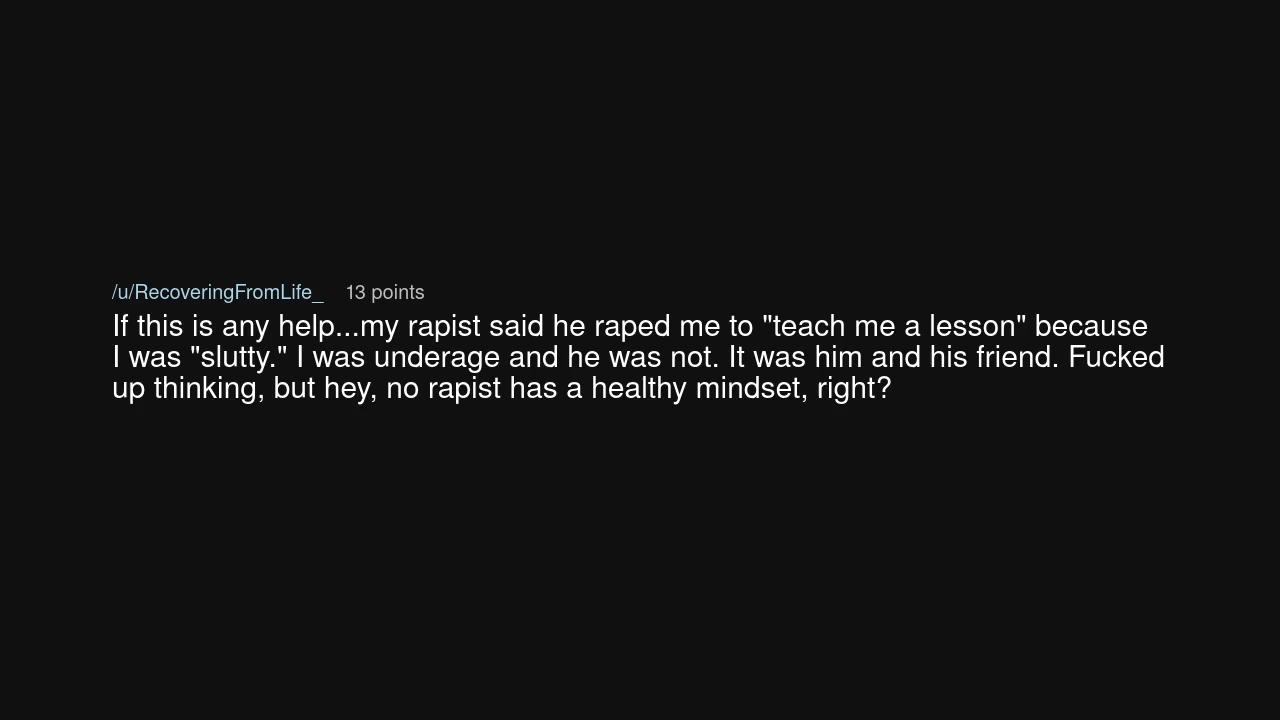 /u/RecoveringFromLife_ 13 points
If this is any help...my rapist said he raped me to "teach me a lesson" because
I was "slutty." I was underage and he was not. It was him and his friend. Fucked
up thinking, but hey, no rapist has a healthy mindset, right?